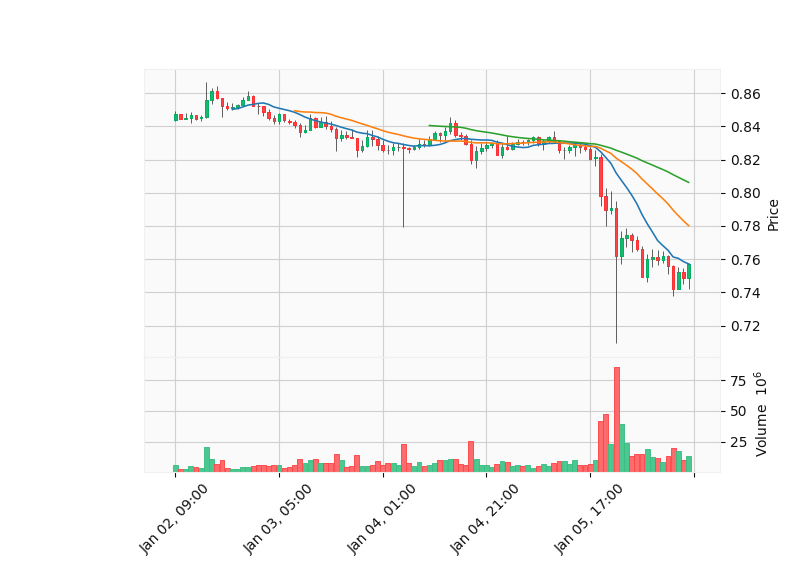 0.86
0.84
0.82
0.80
0.78
0.76
0.74
0.72
Price
75
50
25
Volume 10⁶
Jan 02, 09:00
Jan 03, 05:00
Jan 04, 01:00
Jan 04, 21:00
Jan 05, 17:00